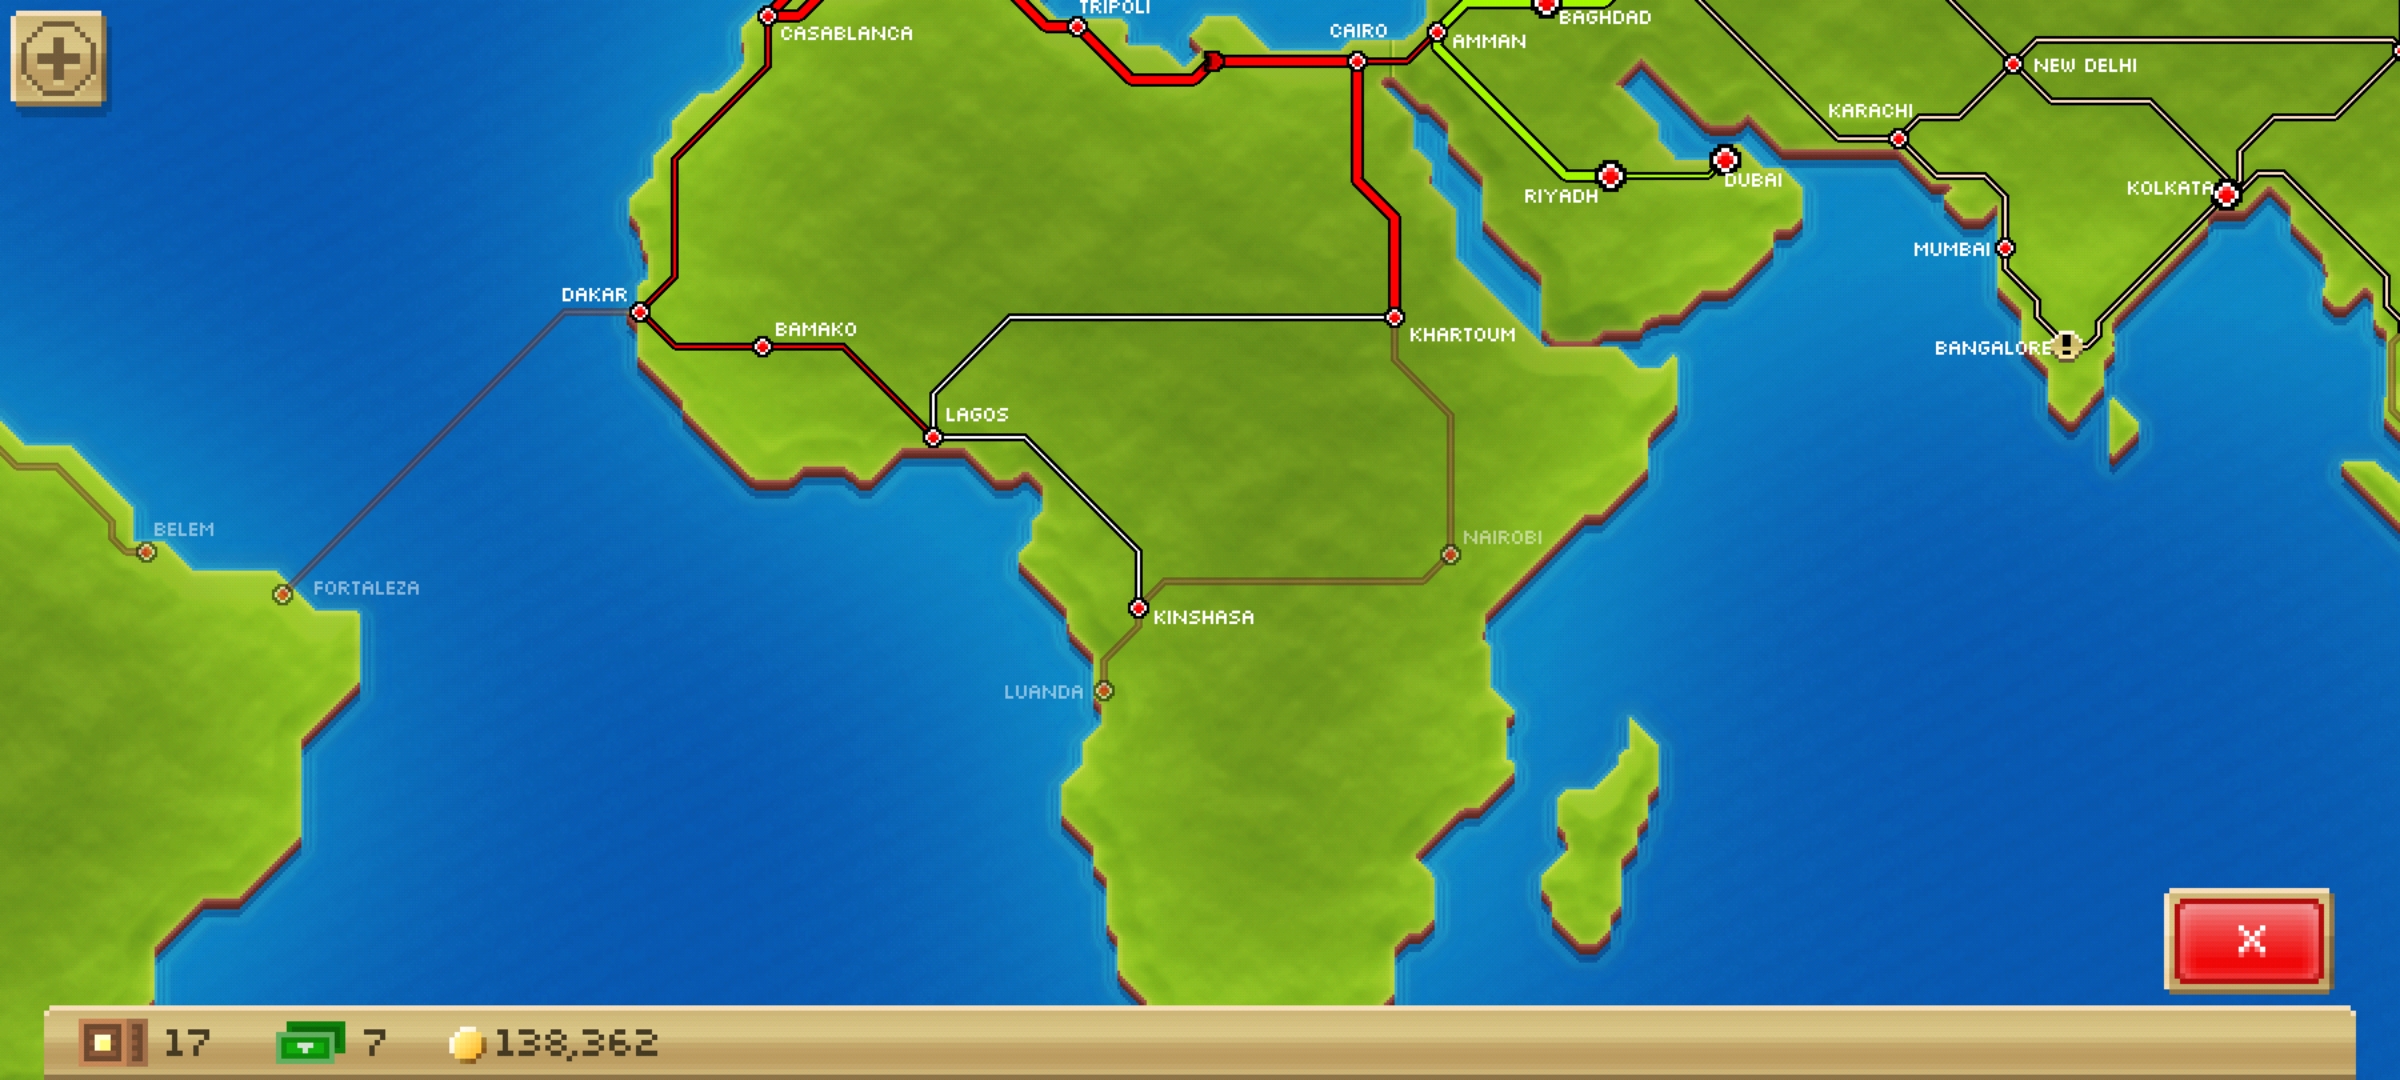 TRIPOLI
BAGHDAD
CASABLANCA
CAIRO
AMMAN
NEW DELHI
KARACHI
RIYADH
DUBAI
KOLKATA
MUMBAI
DAKAR
BAMAKO
KHARTOUM
BANGALORE
LAGOS
BELEM
NAIROBI
FORTALEZA
KINSHASA
LUANDA
17
7
138,362